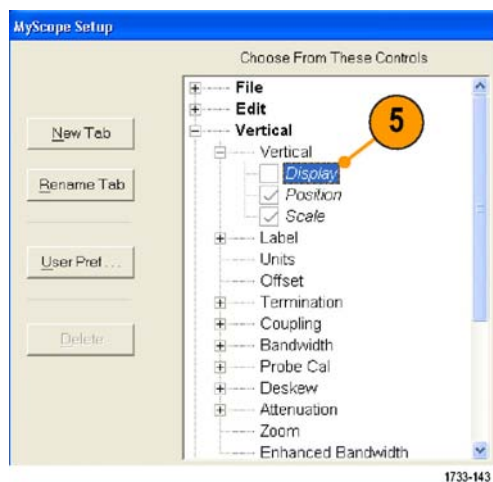 MyScope Setup
Choose From These Controls
New Tab
Rename Tab
User Pref ...
Delete
File
Edit
Vertical
5
Vertical
Display
Position
Scale
Label
Units
Offset
Termination
Coupling
Bandwidth
Probe Cal
Deskew
Attenuation
Zoom
Enhanced Bandwidth
1733-143